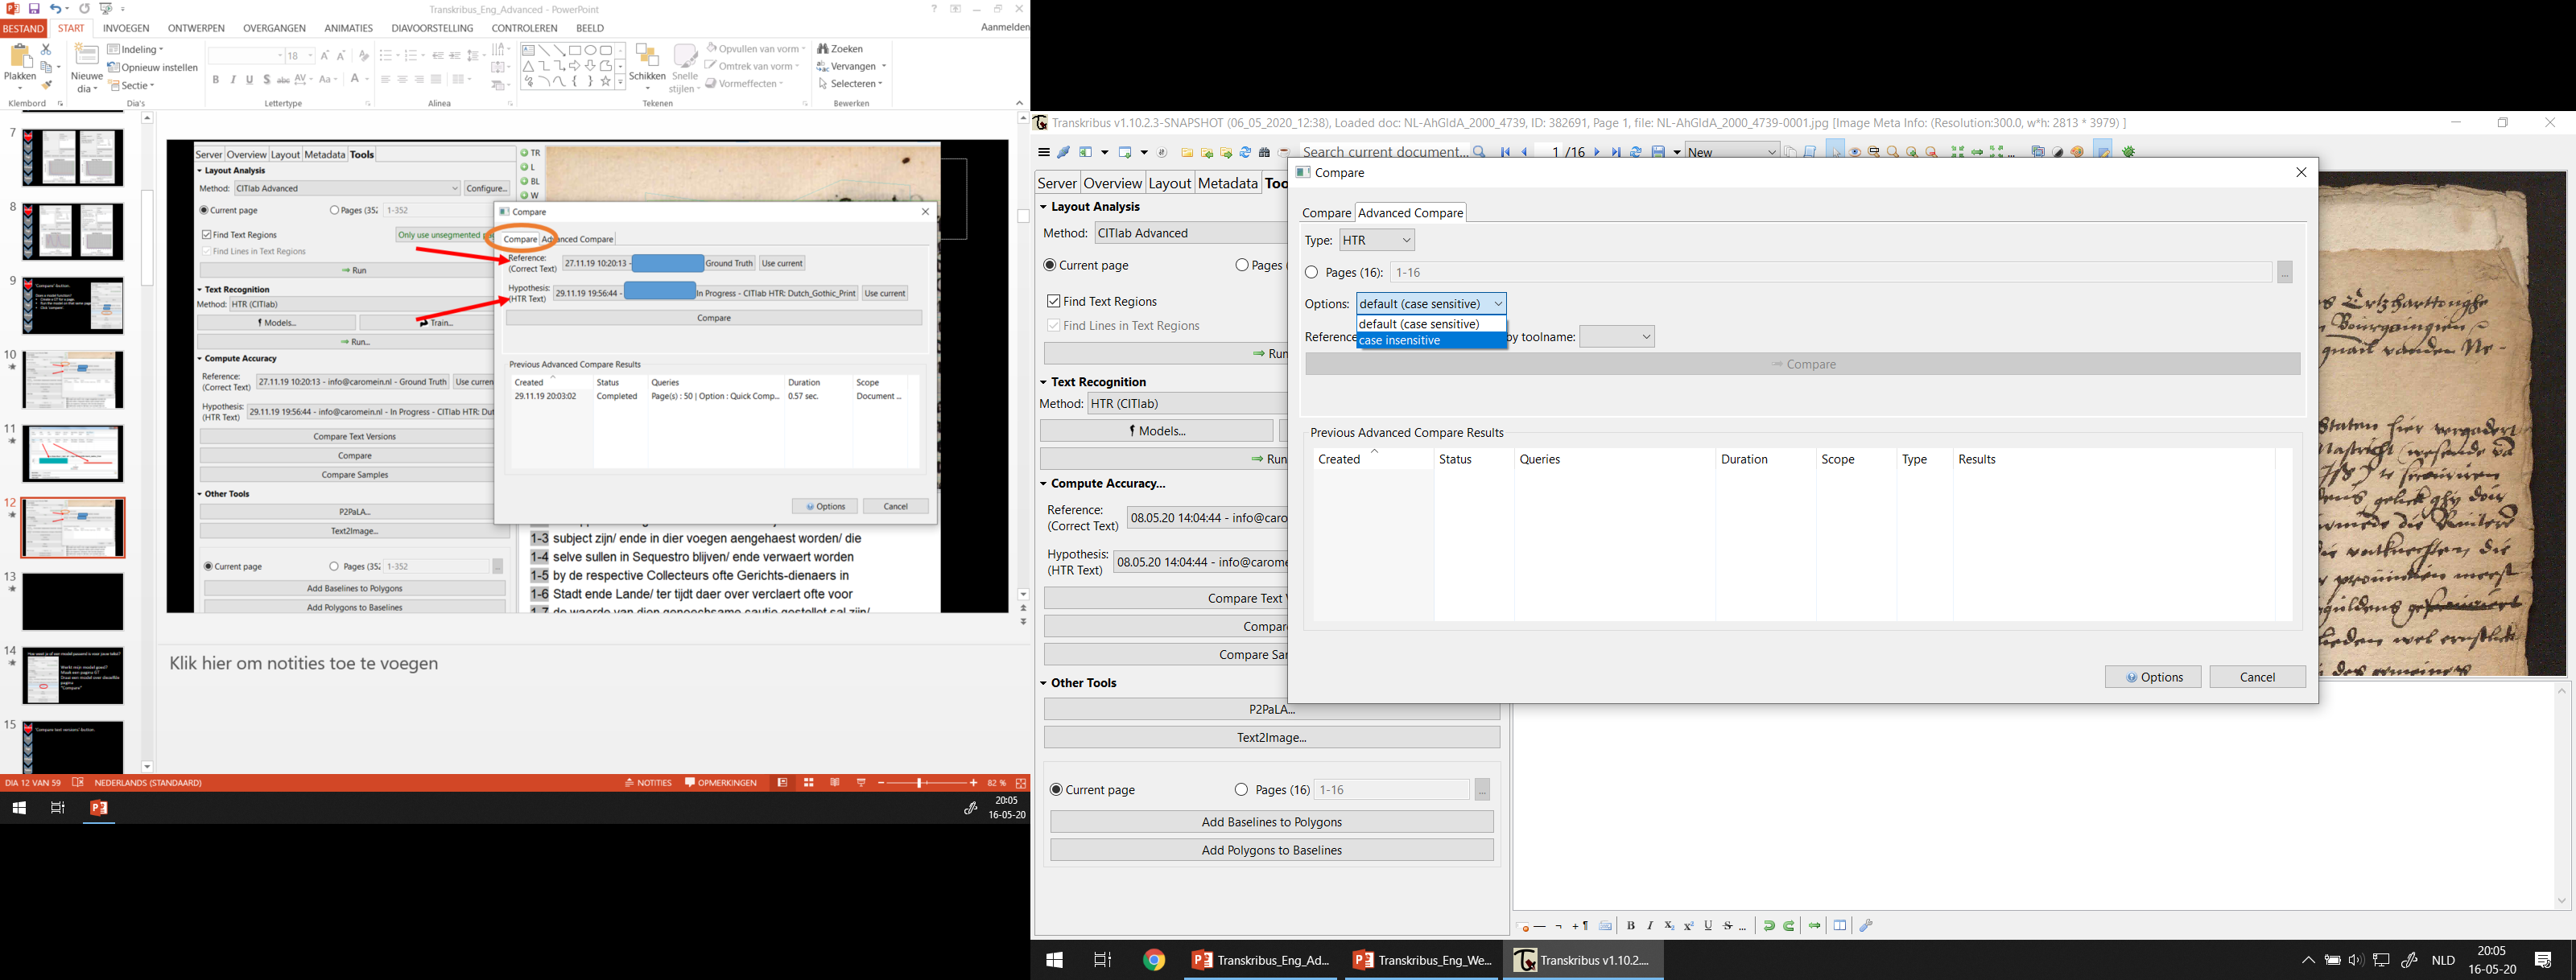 Transkribus_Eng_Advanced - PowerPoint
BESTAND START INVOEGEN ONTWERPEN OVERGANGEN ANIMATIES DIAVOORSTELLING CONTROLEREN BEELD Aanmelden
Plakken
Nieuwe dia
Indeling
Opnieuw instellen
Sectie
18
Schikken
Snelle stijlen
Opvullen van vorm
Omtrek van vorm
Vormeffecten
Zoeken
Vervangen
Selecteren
Klembord Dia's Lettertype Alinea Tekenen Bewerken
7
8
9
10
11
12
13
14
15
Server Overview Layout Metadata Tools
Layout Analysis
Method: CITlab Advanced Configure...
Current page Pages (352 1-352
Find Text Regions Only use unsegmented
Find Lines in Text Regions
Run
Text Recognition
Method: HTR (CITlab)
Models... Train...
Run...
Compute Accuracy
Reference: (Correct Text) 27.11.19 10:20:13 - info@caromein.nl - Ground Truth Use curren
Hypothesis: (HTR Text) 29.11.19 19:56:44 - info@caromein.nl - In Progress - CITlab HTR: Dut
Compare Text Versions
Compare
Compare Samples
Other Tools
P2PaLA...
Text2Image...
Current page Pages (352 1-352 ...
Add Baselines to Polygons
Add Polygons to Baselines
TR
L
BL
W
Compare
Compare Advanced Compare
Reference: (Correct Text) 27.11.19 10:20:13 - Ground Truth Use current
Hypothesis: (HTR Text) 29.11.19 19:56:44 - In Progress - CITlab HTR: Dutch_Gothic_Print Use current
Compare
Previous Advanced Compare Results
Created Status Queries Duration Scope
29.11.19 20:03:02 Completed Page(s) : 50 | Option : Quick Comp... 0.57 sec. Document ...
Options Cancel
1-3 subject zijn/ ende in dier voegen aengehaest worden/ die
1-4 selve sullen in Sequestro blijven/ ende verwaert worden
1-5 by de respective Collecteurs ofte Gerichts-dienaers in
1-6 Stadt ende Lande/ ter tijdt daer over verclaert ofte voor
Klik hier om notities toe te voegen
DIA 12 VAN 59 NEDERLANDS (STANDAARD) NOTITIES OPMERKINGEN 82 %
20:05
16-05-20
Transkribus v1.10.2.3-SNAPSHOT (06_05_2020_12:38), Loaded doc: NL-AhGldA_2000_4739, ID: 382691, Page 1, file: NL-AhGldA_2000_4739-0001.jpg [Image Meta Info: (Resolution:300.0, w*h: 2813 * 3979) ]
Search current document... 1 /16 New
Server Overview Layout Metadata Too
Layout Analysis
Method: CITlab Advanced
Current page Pages
Find Text Regions
Find Lines in Text Regions
Run
Text Recognition
Method: HTR (CITlab)
Models...
Run
Compute Accuracy...
Reference: (Correct Text) 08.05.20 14:04:44 - info@caro
Hypothesis: (HTR Text) 08.05.20 14:04:44 - info@carome
Compare Text
Compar
Compare Sa
Other Tools
P2PaLA...
Text2Image...
Current page Pages (16) 1-16 ...
Add Baselines to Polygons
Add Polygons to Baselines
Compare
Compare Advanced Compare
Type: HTR
Pages (16): 1-16 ...
Options: default (case sensitive)
default (case sensitive)
case insensitive
Reference by toolname:
Compare
Previous Advanced Compare Results
Created Status Queries Duration Scope Type Results
Options Cancel
Transkribus_Eng_Ad... Transkribus_Eng_We... Transkribus v1.10.2....
NLD
20:05
16-05-20